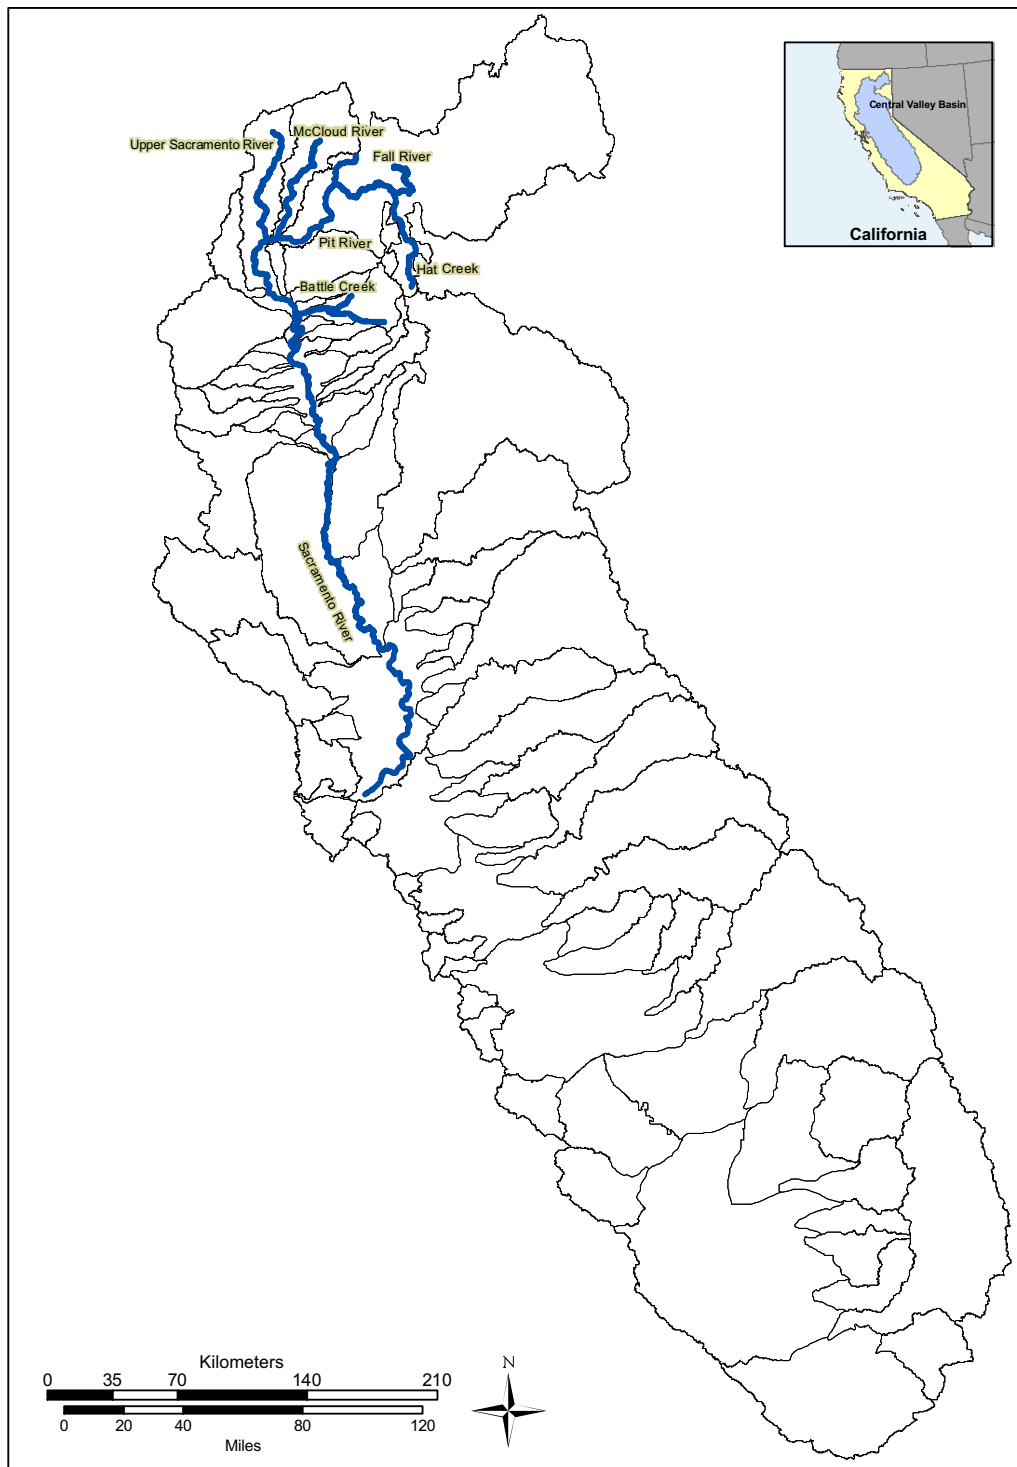 Central Valley Basin
California
McCloud River
Upper Sacramento River
Fall River
Pit River
Hat Creek
Battle Creek
Sacramento River
Kilometers
0 35 70 140 210
0 20 40 80 120
Miles
N